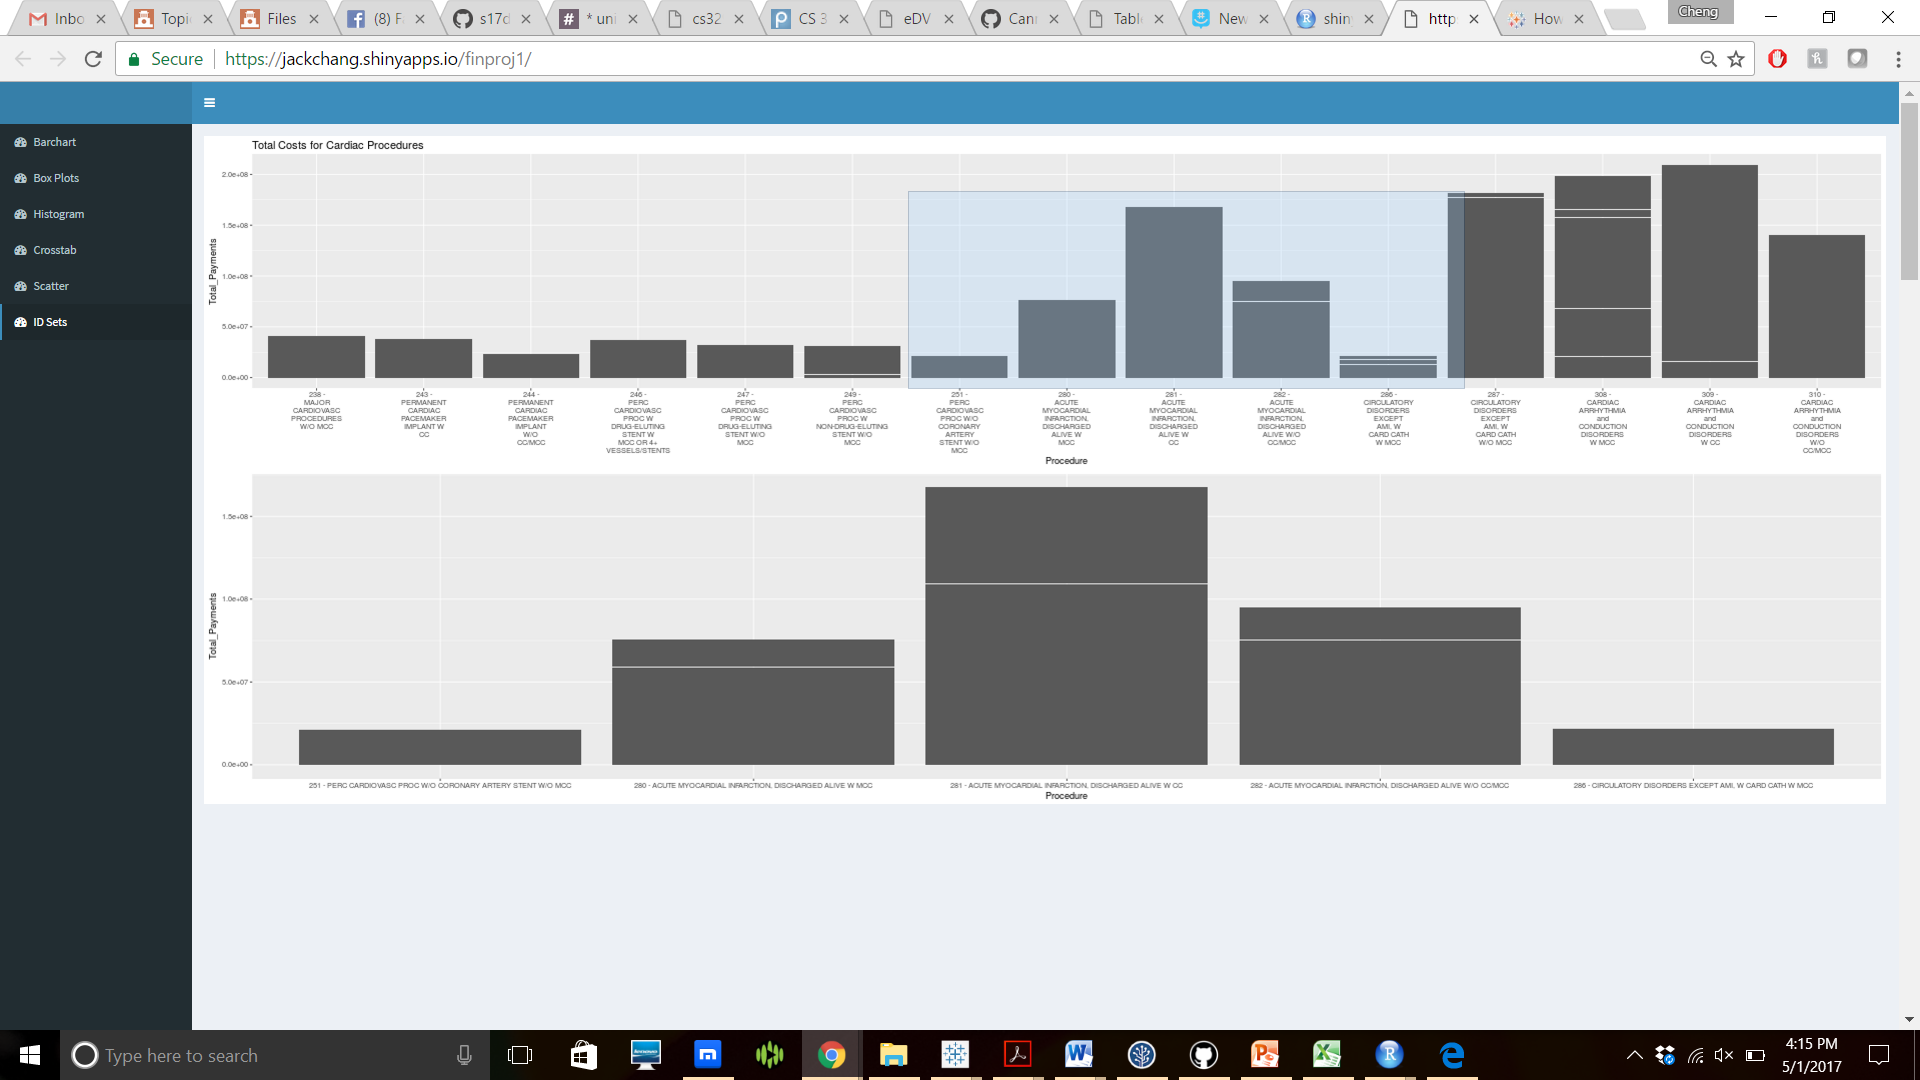 Inbo
Topi
Files
(8) F
s17d
* uni
cs32
CS 3
eDV
Can
Tabl
New
shin
http
How
Cheng
Secure
https://jackchang.shinyapps.io/finproj1/
Barchart
Box Plots
Histogram
Crosstab
Scatter
ID Sets
Total Costs for Cardiac Procedures
Total_Payments
2.0e+08
1.5e+08
1.0e+08
5.0e+07
0.0e+00
238 -
MAJOR
CARDIOVASC
PROCEDURES
W/O MCC
243 -
PERMANENT
CARDIAC
PACEMAKER
IMPLANT W
CC
244 -
PERMANENT
CARDIAC
PACEMAKER
IMPLANT
W/O
CC/MCC
246 -
PERC
CARDIOVASC
PROC W
DRUG-ELUTING
STENT W
MCC OR 4+
VESSELS/STENTS
247 -
PERC
CARDIOVASC
PROC W
DRUG-ELUTING
STENT W/O
MCC
249 -
PERC
CARDIOVASC
PROC W
NON-DRUG-ELUTING
STENT W/O
MCC
251 -
PERC
CARDIOVASC
PROC W/O
CORONARY
ARTERY
STENT W/O
MCC
280 -
ACUTE
MYOCARDIAL
INFARCTION,
DISCHARGED
ALIVE W
MCC
281 -
ACUTE
MYOCARDIAL
INFARCTION,
DISCHARGED
ALIVE W
CC
282 -
ACUTE
MYOCARDIAL
INFARCTION,
DISCHARGED
ALIVE W/O
CC/MCC
286 -
CIRCULATORY
DISORDERS
EXCEPT
AMI, W
CARD CATH
W MCC
287 -
CIRCULATORY
DISORDERS
EXCEPT
AMI, W
CARD CATH
W/O MCC
308 -
CARDIAC
ARRHYTHMIA
and
CONDUCTION
DISORDERS
W MCC
309 -
CARDIAC
ARRHYTHMIA
and
CONDUCTION
DISORDERS
W CC
310 -
CARDIAC
ARRHYTHMIA
and
CONDUCTION
DISORDERS
W/O
CC/MCC
Procedure
Total_Payments
1.5e+08
1.0e+08
5.0e+07
0.0e+00
251 - PERC CARDIOVASC PROC W/O CORONARY ARTERY STENT W/O MCC
280 - ACUTE MYOCARDIAL INFARCTION, DISCHARGED ALIVE W MCC
281 - ACUTE MYOCARDIAL INFARCTION, DISCHARGED ALIVE W CC
282 - ACUTE MYOCARDIAL INFARCTION, DISCHARGED ALIVE W/O CC/MCC
286 - CIRCULATORY DISORDERS EXCEPT AMI, W CARD CATH W MCC
Procedure
Type here to search
4:15 PM
5/1/2017